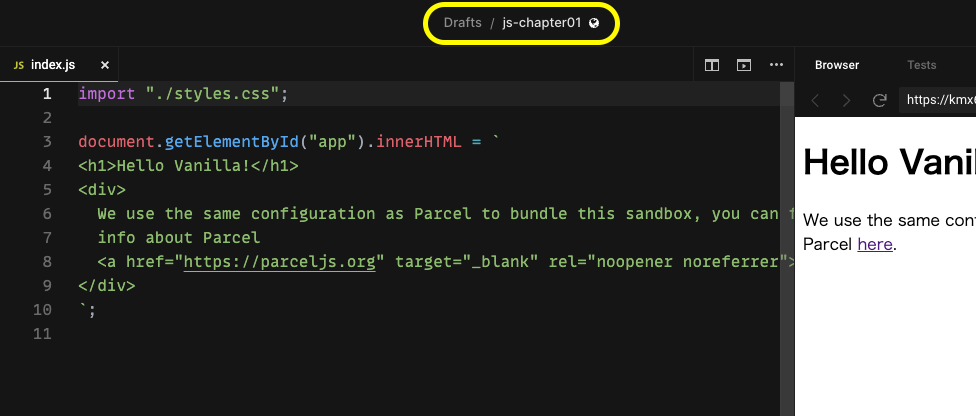 Drafts / js-chapter01
JS index.js ×
Browser Tests
https://kmx
1 import "./styles.css";
2
3 document.getElementById("app").innerHTML = `
4 <h1>Hello Vanilla!</h1>
5 <div>
6 We use the same configuration as Parcel to bundle this sandbox, you can
7 info about Parcel
8 <a href="https://parceljs.org" target="_blank" rel="noopener noreferrer">
9 </div>
10 `;
11
Hello Vanil
We use the same con
Parcel here.